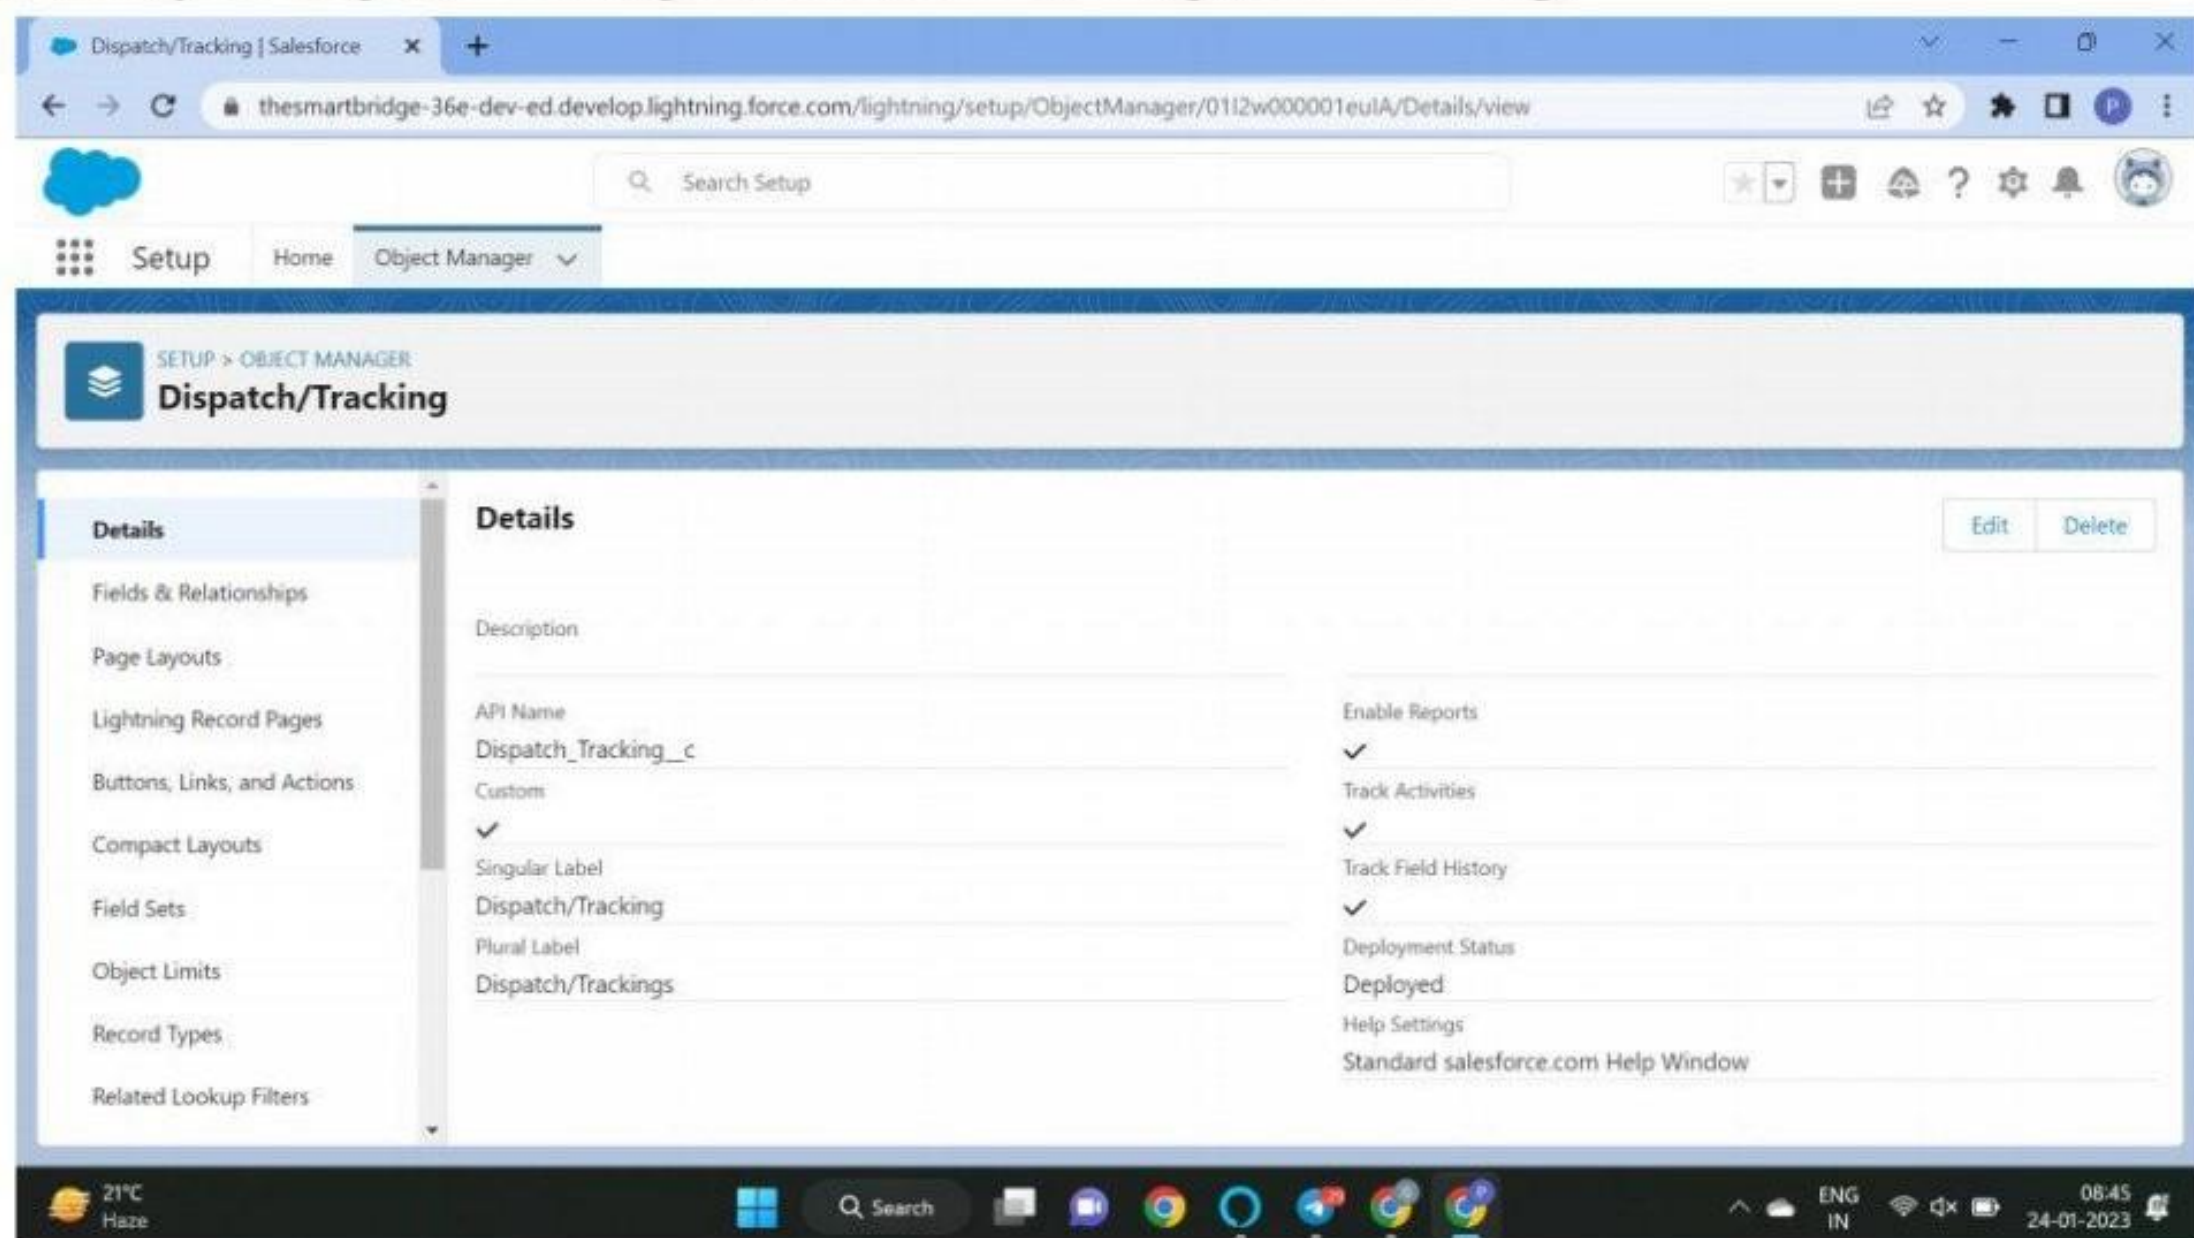 Dispatch/Tracking | Salesforce
thesmartbridge-36e-dev-ed.develop.lightning.force.com/lightning/setup/ObjectManager/01I2w000001euIA/Details/view
P
Search Setup
Setup Home Object Manager
SETUP > OBJECT MANAGER
Dispatch/Tracking
Details
Fields & Relationships
Page Layouts
Lightning Record Pages
Buttons, Links, and Actions
Compact Layouts
Field Sets
Object Limits
Record Types
Related Lookup Filters
Details
Edit Delete
Description
API Name
Dispatch_Tracking__c
Custom
Singular Label
Dispatch/Tracking
Plural Label
Dispatch/Trackings
Enable Reports
Track Activities
Track Field History
Deployment Status
Deployed
Help Settings
Standard salesforce.com Help Window
21°C
Haze
Search
ENG
IN
08:45
24-01-2023